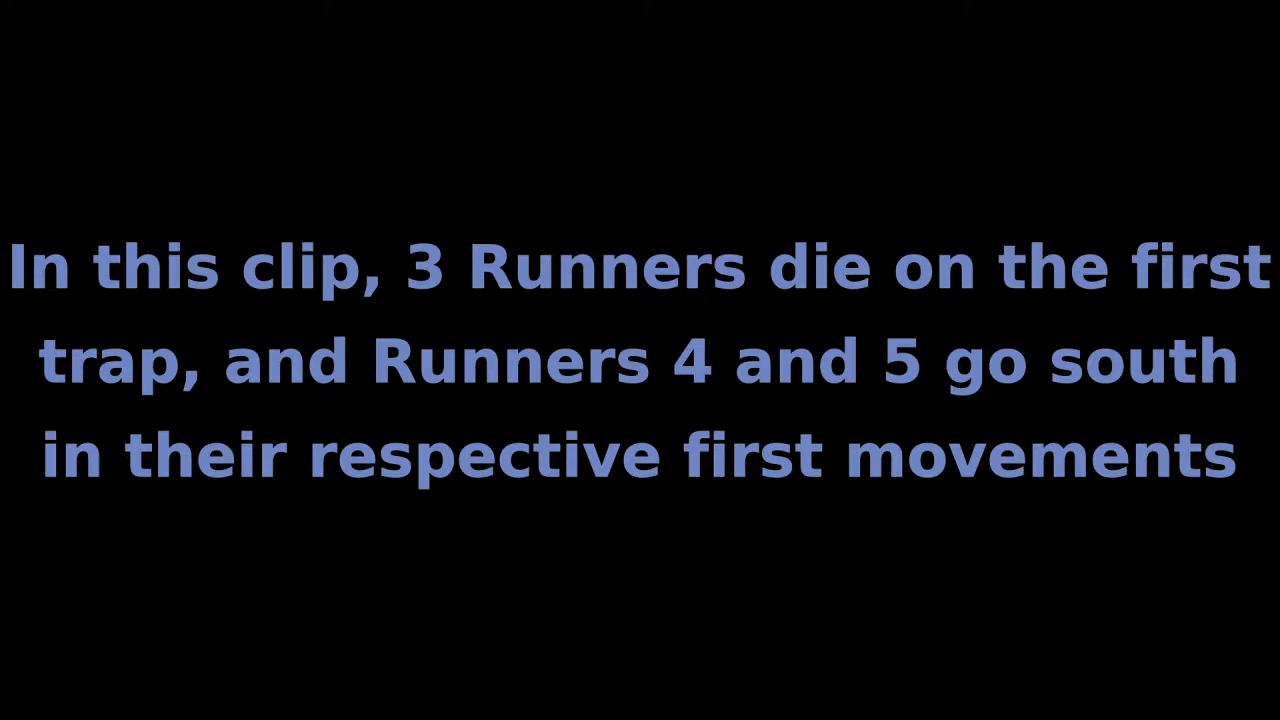 In this clip, 3 Runners die on the first
trap, and Runners 4 and 5 go south
in their respective first movements